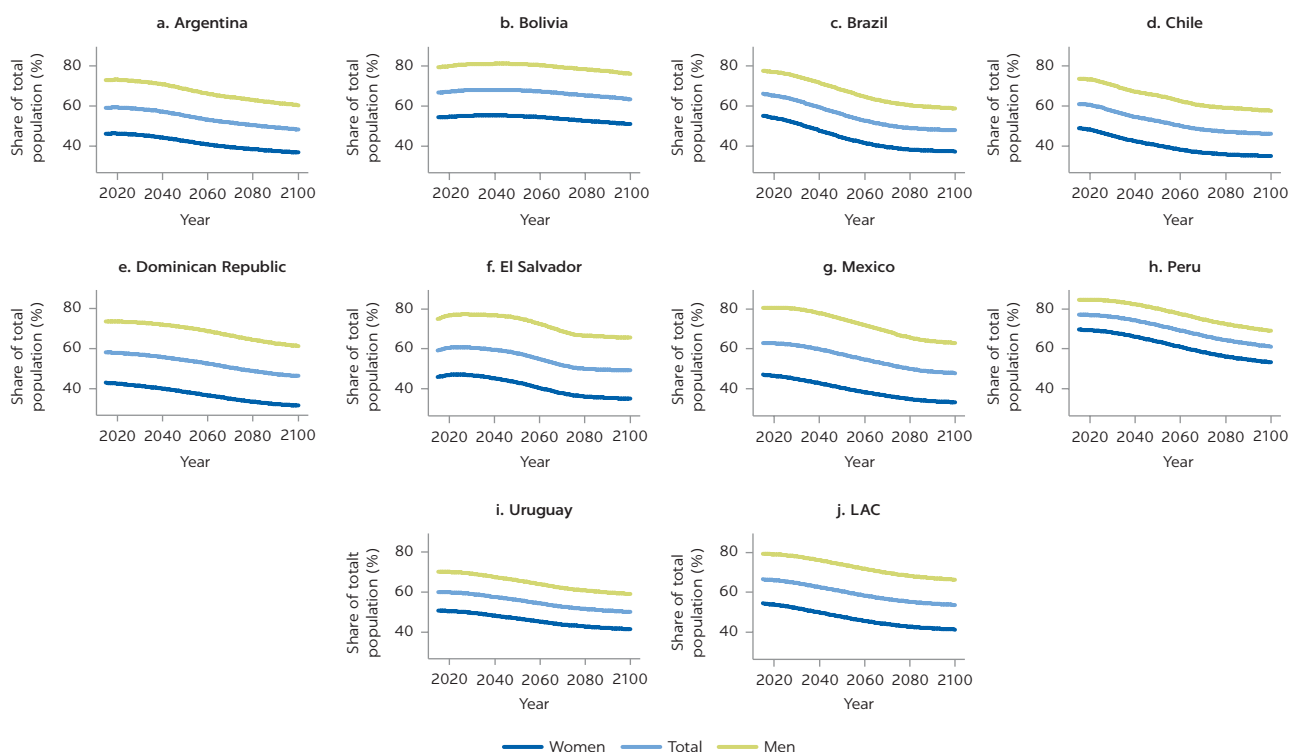 a. Argentina
Share of total
population (%)
80
60
40
2020 2040 2060 2080 2100
Year
b. Bolivia
Share of total
population (%)
80
60
40
2020 2040 2060 2080 2100
Year
c. Brazil
Share of total
population (%)
80
60
40
2020 2040 2060 2080 2100
Year
d. Chile
Share of total
population (%)
80
60
40
2020 2040 2060 2080 2100
Year
e. Dominican Republic
Share of total
population (%)
80
60
40
2020 2040 2060 2080 2100
Year
f. El Salvador
Share of total
population (%)
80
60
40
2020 2040 2060 2080 2100
Year
g. Mexico
Share of total
population (%)
80
60
40
2020 2040 2060 2080 2100
Year
h. Peru
Share of total
population (%)
80
60
40
2020 2040 2060 2080 2100
Year
i. Uruguay
Share of totalt
population (%)
80
60
40
2020 2040 2060 2080 2100
Year
j. LAC
Share of total
population (%)
80
60
40
2020 2040 2060 2080 2100
Year
Women Total Men